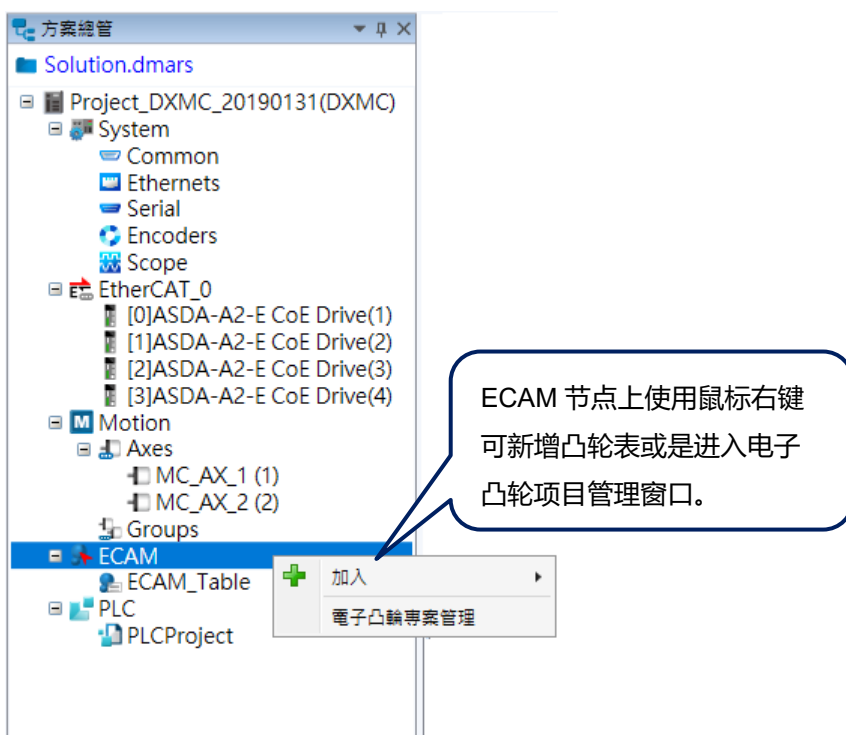 方案總管
Solution.dmars
Project_DXMC_20190131(DXMC)
System
Common
Ethernets
Serial
Encoders
Scope
EtherCAT_0
[0]ASDA-A2-E CoE Drive(1)
[1]ASDA-A2-E CoE Drive(2)
[2]ASDA-A2-E CoE Drive(3)
[3]ASDA-A2-E CoE Drive(4)
Motion
Axes
MC_AX_1 (1)
MC_AX_2 (2)
Groups
ECAM
ECAM_Table
PLC
PLCProject
加入
電子凸輪專案管理
ECAM 节点上使用鼠标右键
可新增凸轮表或是进入电子
凸轮项目管理窗口。